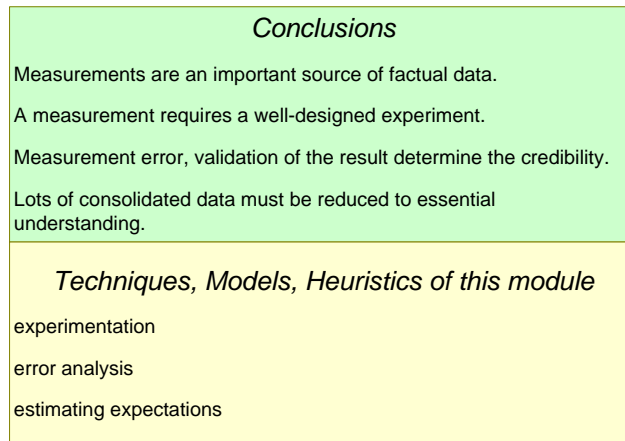 Conclusions
Measurements are an important source of factual data.
A measurement requires a well-designed experiment.
Measurement error, validation of the result determine the credibility.
Lots of consolidated data must be reduced to essential
understanding.
Techniques, Models, Heuristics of this module
experimentation
error analysis
estimating expectations